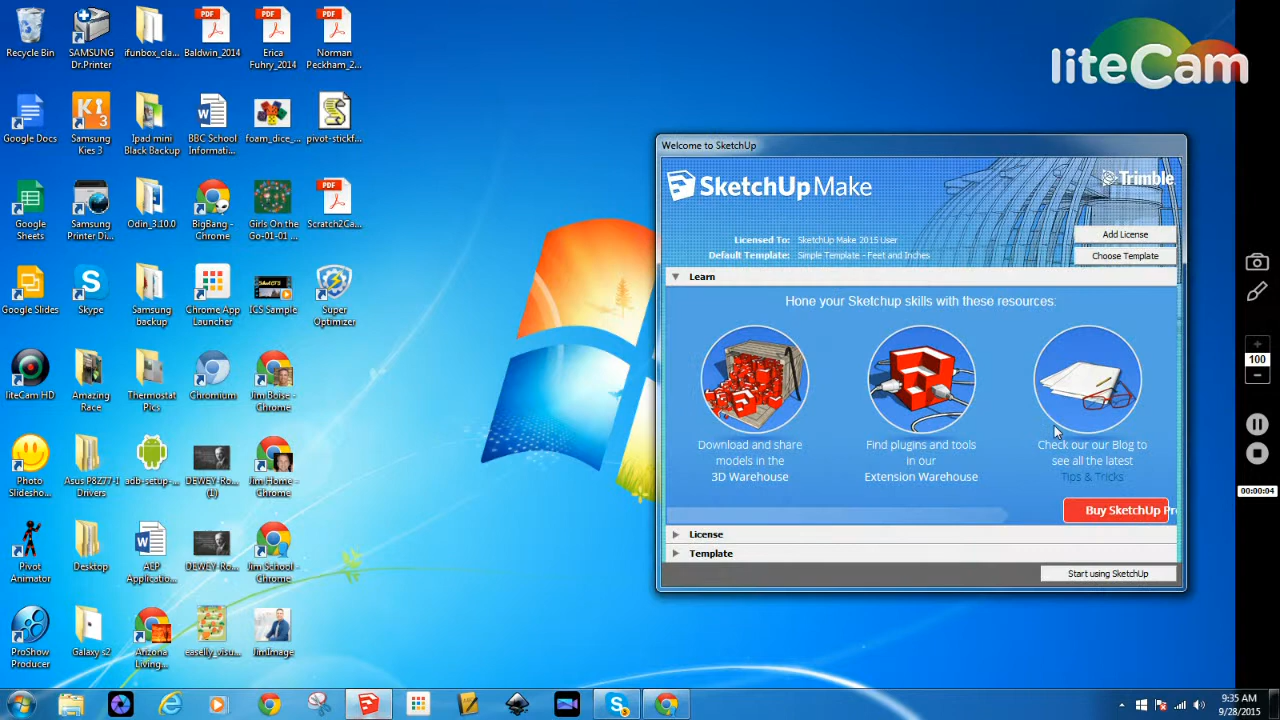 liteCam
Recycle Bin
SAMSUNG
Dr.Printer
ifunbox_cla...
Baldwin_2014
Erica
Fuhry_2014
Norman
Peckham_2...
Google Docs
Samsung
Kies 3
Ipad mini
Black Backup
BBC School
Informati...
foam_dice_...
pivot-stickf...
Google
Sheets
Samsung
Printer Di...
Odin_3.10.0
BigBang -
Chrome
Girls On the
Go-01-01 ...
Scratch2Ca...
Google Slides
Skype
Samsung
backup
Chrome App
Launcher
ICS Sample
Super
Optimizer
liteCam HD
Amazing
Race
Thermostat
Pics
Chromium
Jim Boise -
Chrome
Photo
Slidesho...
Asus P8Z77-I
Drivers
adb-setup-...
DEWEY-Ro...
(1)
Jim Home -
Chrome
Pivot
Animator
Desktop
AEP
Applicatio...
DEWEY-Ro...
Jim School -
Chrome
ProShow
Producer
Galaxy s2
Arizona
Living...
easelly_visu...
JimImage
Welcome to SketchUp
SketchUp Make
Trimble
Licensed To: SketchUp Make 2015 User
Add License
Default Template: Simple Template - Feet and Inches
Choose Template
Learn
Hone your Sketchup skills with these resources:
Download and share
models in the
3D Warehouse
Find plugins and tools
in our
Extension Warehouse
Check our our Blog to
see all the latest
Tips & Tricks
Buy SketchUp Pr
License
Template
Start using SketchUp
100
00:00:04
9:35 AM
9/28/2015